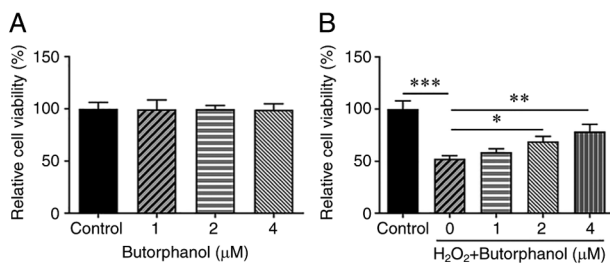 A
Relative cell viability (%)
150
100
50
0
Control 1 2 4
Butorphanol (μM)
B
Relative cell viability (%)
150
100
50
0
***
**
*
Control 0 1 2 4
H₂O₂+Butorphanol (μM)